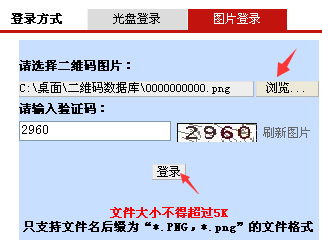 登录方式 光盘登录 图片登录
请选择二维码图片：
C:\桌面\二维码数据库\0000000000.png 浏览...
请输入验证码：
2960 2960 刷新图片
登录
文件大小不得超过5K
只支持文件名后缀为“*.PNG，*.png”的文件格式